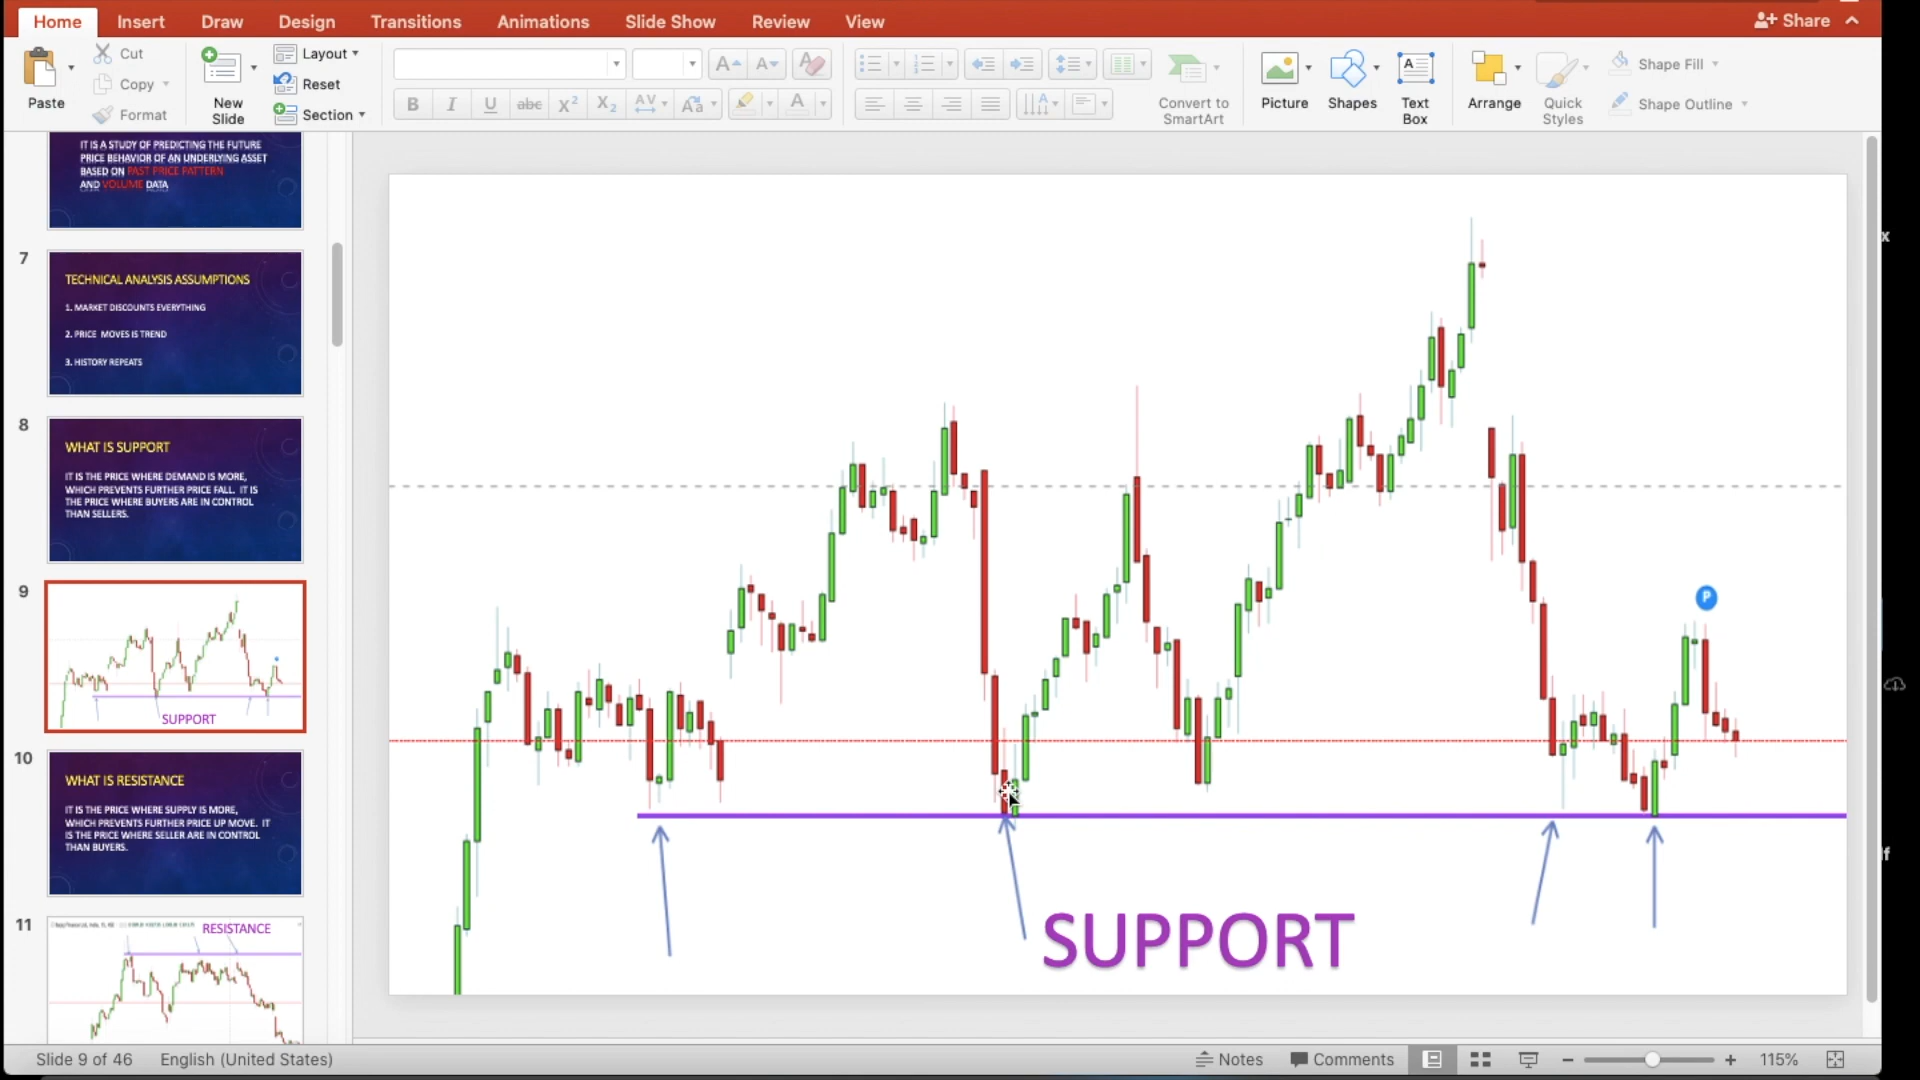 Home Insert Draw Design Transitions Animations Slide Show Review View Share
Paste
Cut
Copy
Format
New
Slide
Layout
Reset
Section
B I U abc X² X₂ AV Aa A
Convert to
SmartArt
Picture
Shapes
Text
Box
Arrange
Quick
Styles
Shape Fill
Shape Outline
IT IS A STUDY OF PREDICTING THE FUTURE
PRICE BEHAVIOR OF AN UNDERLYING ASSET
BASED ON PAST PRICE PATTERN
AND VOLUME DATA
7
TECHNICAL ANALYSIS ASSUMPTIONS
1. MARKET DISCOUNTS EVERYTHING
2. PRICE MOVES IS TREND
3. HISTORY REPEATS
8
WHAT IS SUPPORT
IT IS THE PRICE WHERE DEMAND IS MORE,
WHICH PREVENTS FURTHER PRICE FALL. IT IS
THE PRICE WHERE BUYERS ARE IN CONTROL
THAN SELLERS.
9
SUPPORT
10
WHAT IS RESISTANCE
IT IS THE PRICE WHERE SUPPLY IS MORE,
WHICH PREVENTS FURTHER PRICE UP MOVE. IT
IS THE PRICE WHERE SELLER ARE IN CONTROL
THAN BUYERS.
11
RESISTANCE
P
SUPPORT
Slide 9 of 46 English (United States) Notes Comments 115%